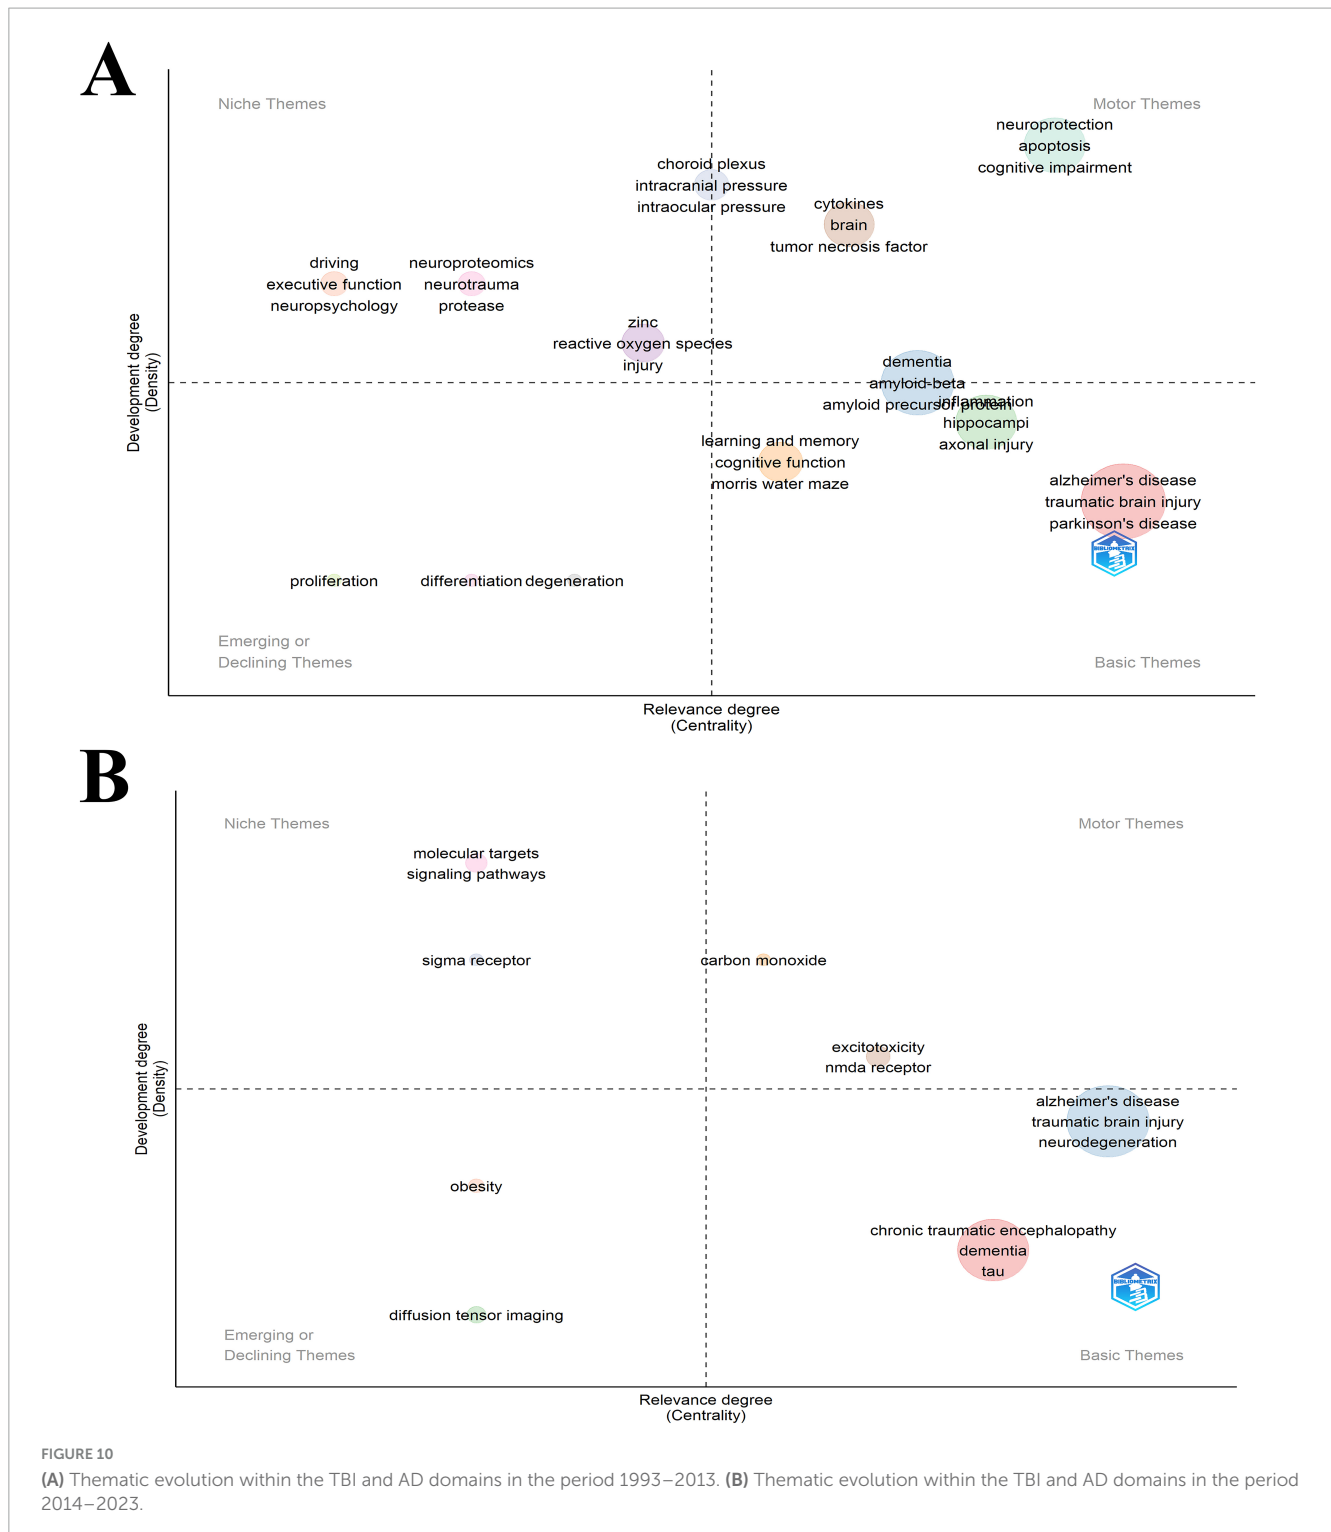 A
Niche Themes
Motor Themes
neuroprotection
apoptosis
cognitive impairment
choroid plexus
intracranial pressure
intraocular pressure
cytokines
brain
tumor necrosis factor
driving
executive function
neuropsychology
neuroproteomics
neurotrauma
protease
zinc
reactive oxygen species
injury
dementia
amyloid-beta
amyloid precursor protein
inflammation
hippocampi
axonal injury
learning and memory
cognitive function
morris water maze
alzheimer's disease
traumatic brain injury
parkinson's disease
BIBLIOMETRIX
proliferation
differentiation
degeneration
Emerging or
Declining Themes
Basic Themes
Development degree
(Density)
Relevance degree
(Centrality)
B
Niche Themes
Motor Themes
molecular targets
signaling pathways
sigma receptor
carbon monoxide
excitotoxicity
nmda receptor
alzheimer's disease
traumatic brain injury
neurodegeneration
obesity
chronic traumatic encephalopathy
dementia
tau
BIBLIOMETRIX
diffusion tensor imaging
Emerging or
Declining Themes
Basic Themes
Development degree
(Density)
Relevance degree
(Centrality)
FIGURE 10
(A) Thematic evolution within the TBI and AD domains in the period 1993–2013. (B) Thematic evolution within the TBI and AD domains in the period
2014–2023.